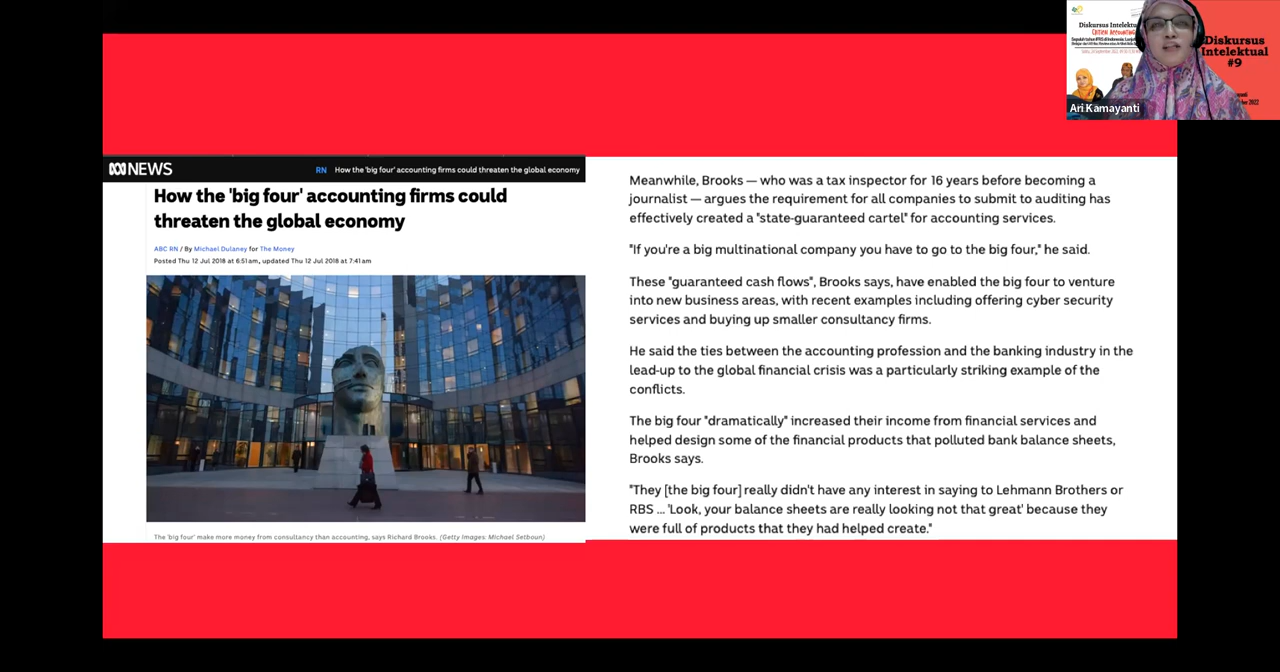 NEWS
RN How the 'big four' accounting firms could threaten the global economy
How the 'big four' accounting firms could
threaten the global economy
ABC RN / By Michael Dulaney for The Money
Posted Thu 12 Jul 2018 at 6:51am, updated Thu 12 Jul 2018 at 7:41am
The 'big four' make more money from consultancy than accounting, says Richard Brooks. (Getty Images: Michael Setboun)
Meanwhile, Brooks — who was a tax inspector for 16 years before becoming a
journalist — argues the requirement for all companies to submit to auditing has
effectively created a "state-guaranteed cartel" for accounting services.
"If you're a big multinational company you have to go to the big four," he said.
These "guaranteed cash flows", Brooks says, have enabled the big four to venture
into new business areas, with recent examples including offering cyber security
services and buying up smaller consultancy firms.
He said the ties between the accounting profession and the banking industry in the
lead-up to the global financial crisis was a particularly striking example of the
conflicts.
The big four "dramatically" increased their income from financial services and
helped design some of the financial products that polluted bank balance sheets,
Brooks says.
"They [the big four] really didn't have any interest in saying to Lehmann Brothers or
RBS ... 'Look, your balance sheets are really looking not that great' because they
were full of products that they had helped create."
Diskursus
Intelektual
#9
Ari Kamayanti